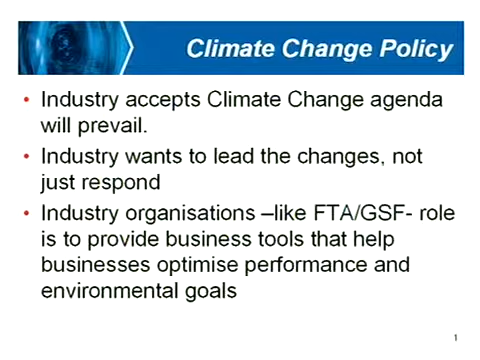 Climate Change Policy
• Industry accepts Climate Change agenda
will prevail.
• Industry wants to lead the changes, not
just respond
• Industry organisations –like FTA/GSF- role
is to provide business tools that help
businesses optimise performance and
environmental goals
1